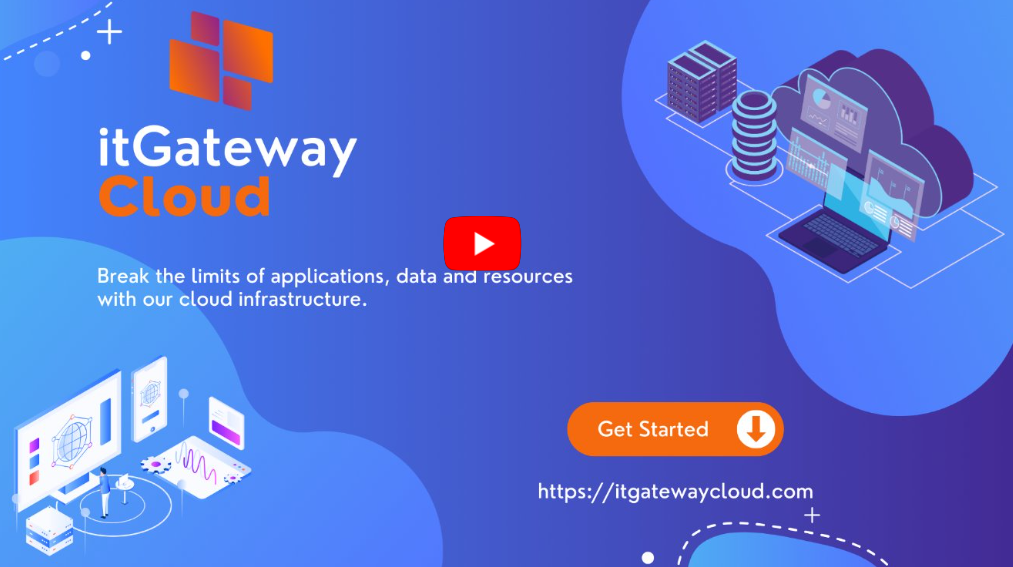 itGateway
Cloud
Break the limits of applications, data and resources
with our cloud infrastructure.
Get Started
https://itgatewaycloud.com